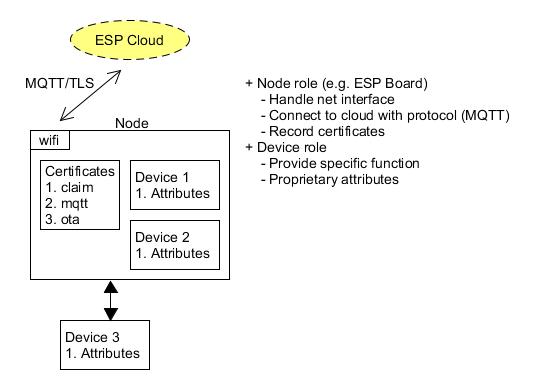 ESP Cloud
MQTT/TLS
Node
wifi
Certificates
1. claim
2. mqtt
3. ota
Device 1
1. Attributes
Device 2
1. Attributes
Device 3
1. Attributes
+ Node role (e.g. ESP Board)
- Handle net interface
- Connect to cloud with protocol (MQTT)
- Record certificates
+ Device role
- Provide specific function
- Proprietary attributes